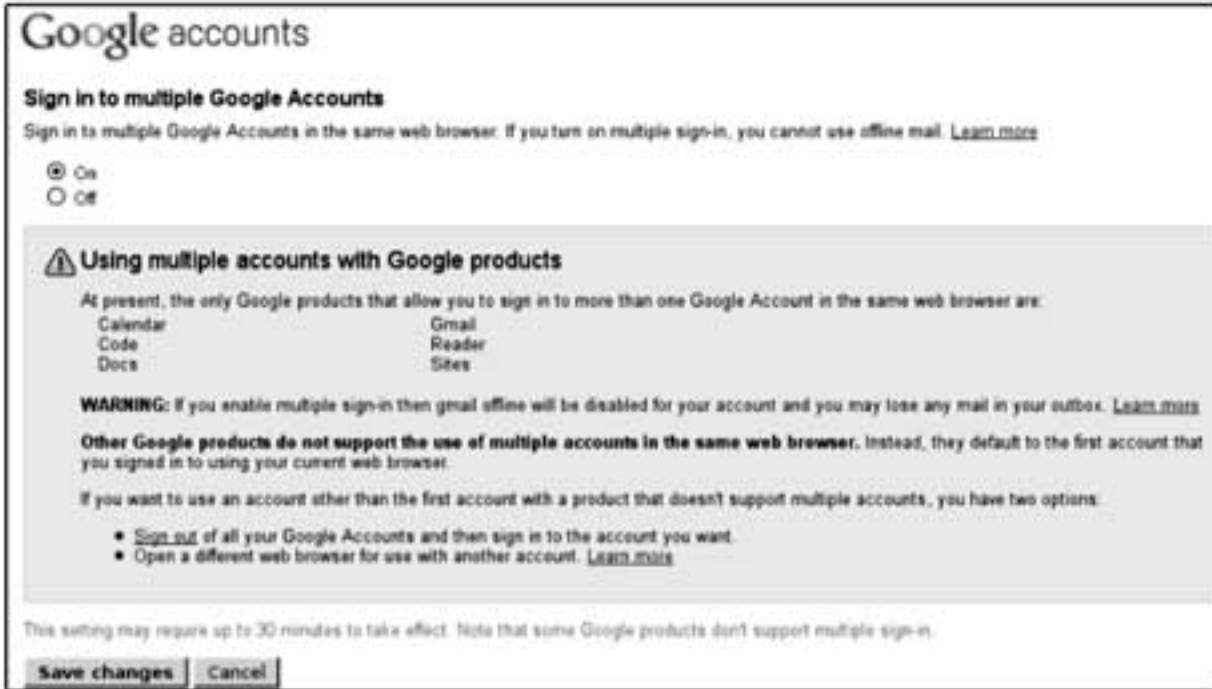 Google accounts
Sign in to multiple Google Accounts
Sign in to multiple Google Accounts in the same web browser. If you turn on multiple sign-in, you cannot use offline mail. Learn more
On
Off
Using multiple accounts with Google products
At present, the only Google products that allow you to sign in to more than one Google Account in the same web browser are:
Calendar Gmail
Code Reader
Docs Sites
WARNING: If you enable multiple sign-in then gmail offline will be disabled for your account and you may lose any mail in your outbox. Learn more
Other Google products do not support the use of multiple accounts in the same web browser. Instead, they default to the first account that
you signed in to using your current web browser.
If you want to use an account other than the first account with a product that doesn't support multiple accounts, you have two options:
• Sign out of all your Google Accounts and then sign in to the account you want.
• Open a different web browser for use with another account. Learn more
This setting may require up to 30 minutes to take effect. Note that some Google products don't support multiple sign-in.
Save changes Cancel